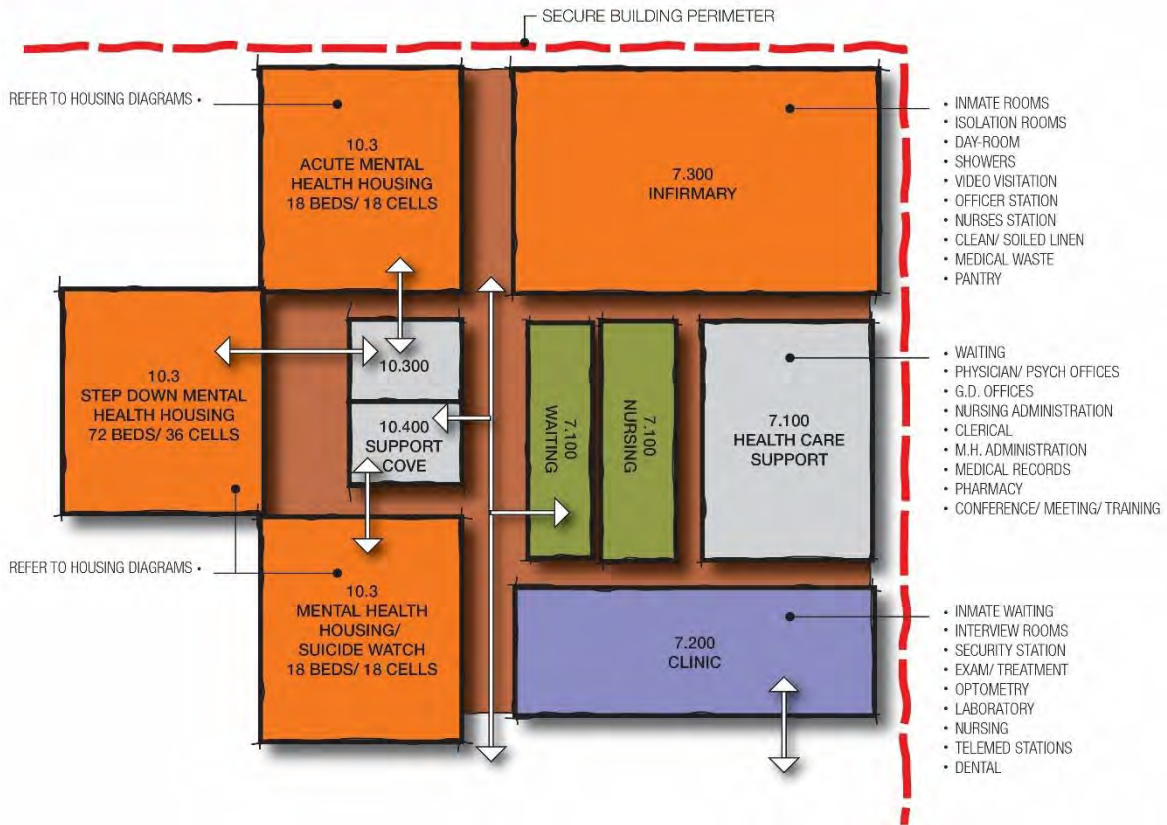 SECURE BUILDING PERIMETER
REFER TO HOUSING DIAGRAMS •
10.3
ACUTE MENTAL
HEALTH HOUSING
18 BEDS/ 18 CELLS
7.300
INFIRMARY
• INMATE ROOMS
• ISOLATION ROOMS
• DAY-ROOM
• SHOWERS
• VIDEO VISITATION
• OFFICER STATION
• NURSES STATION
• CLEAN/ SOILED LINEN
• MEDICAL WASTE
• PANTRY
10.3
STEP DOWN MENTAL
HEALTH HOUSING
72 BEDS/ 36 CELLS
10.300
10.400
SUPPORT
COVE
7.100
WAITING
7.100
NURSING
7.100
HEALTH CARE
SUPPORT
• WAITING
• PHYSICIAN/ PSYCH OFFICES
• G.D. OFFICES
• NURSING ADMINISTRATION
• CLERICAL
• M.H. ADMINISTRATION
• MEDICAL RECORDS
• PHARMACY
• CONFERENCE/ MEETING/ TRAINING
REFER TO HOUSING DIAGRAMS •
10.3
MENTAL HEALTH
HOUSING/
SUICIDE WATCH
18 BEDS/ 18 CELLS
7.200
CLINIC
• INMATE WAITING
• INTERVIEW ROOMS
• SECURITY STATION
• EXAM/ TREATMENT
• OPTOMETRY
• LABORATORY
• NURSING
• TELEMED STATIONS
• DENTAL